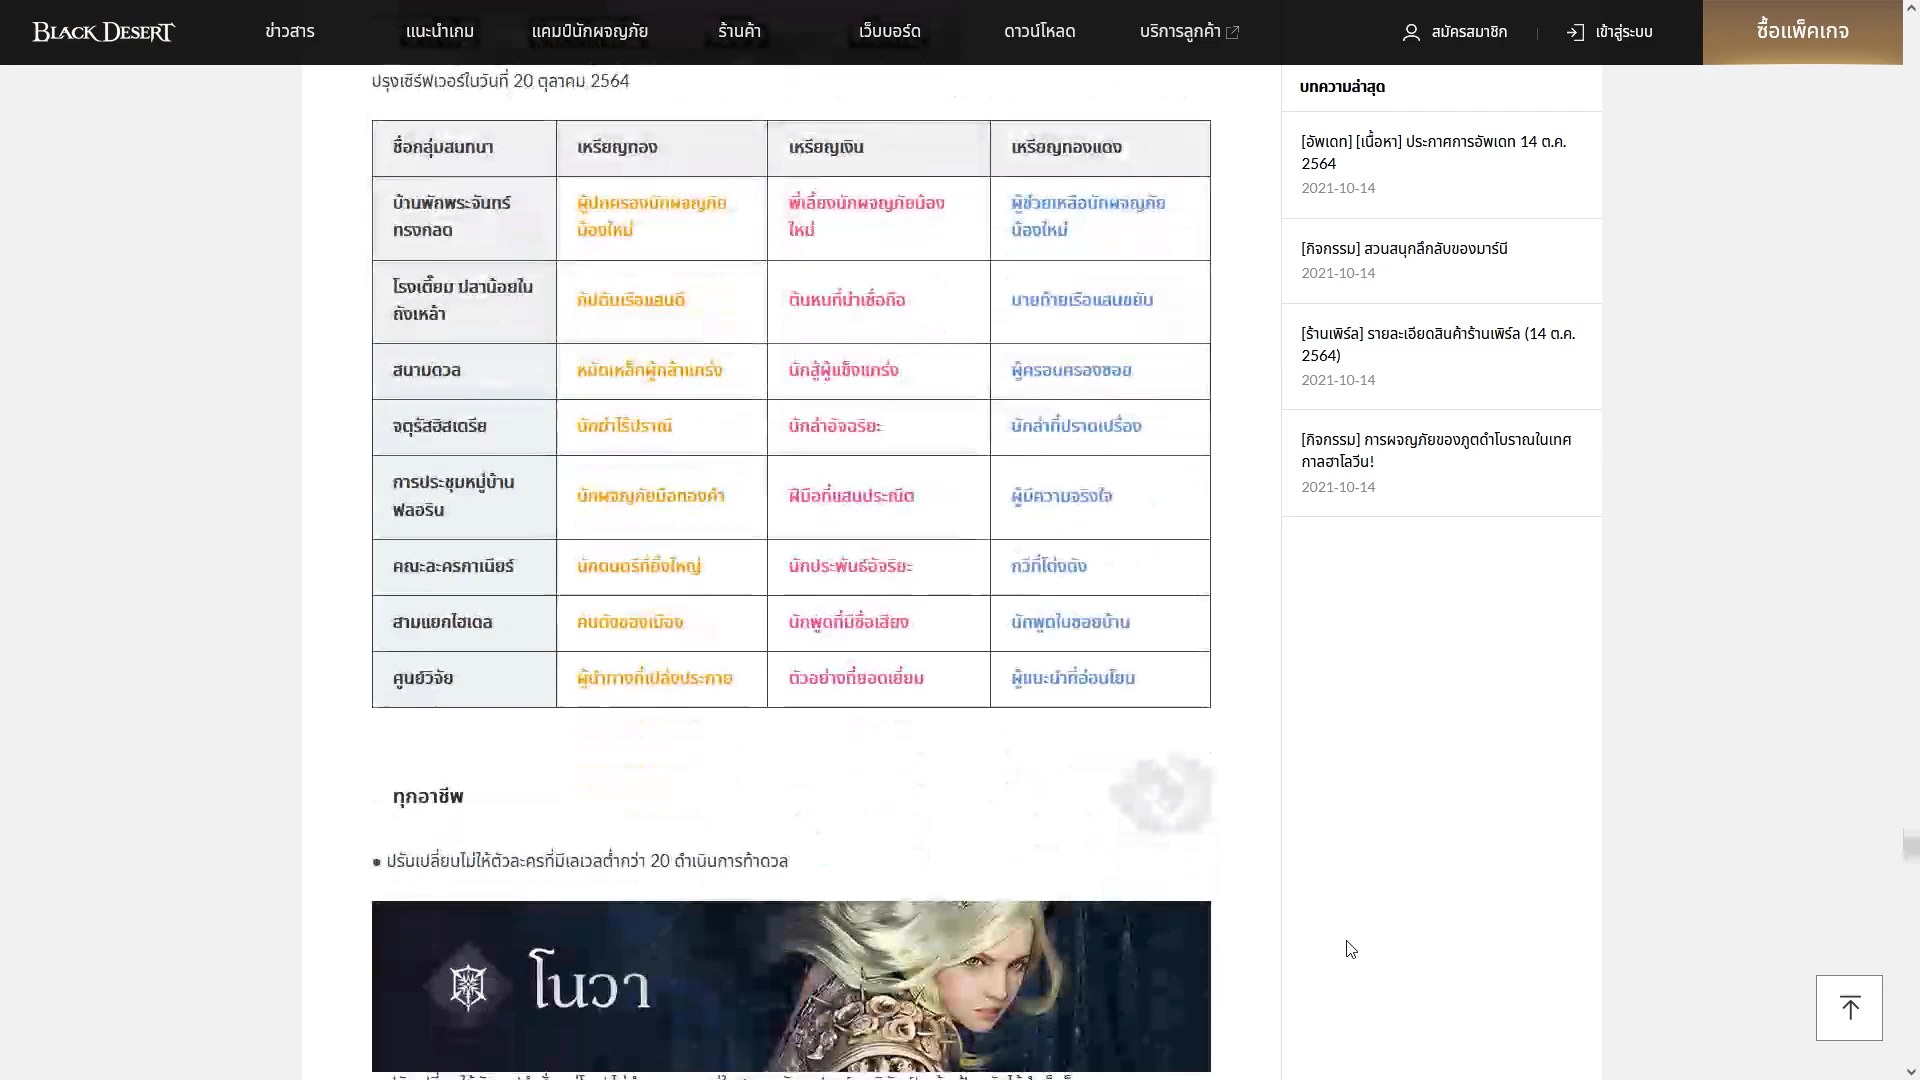 BLACK DESERT
ข่าวสาร แนะนำเกม แคมป์นักผจญภัย ร้านค้า เว็บบอร์ด ดาวน์โหลด บริการลูกค้า สมัครสมาชิก เข้าสู่ระบบ ซื้อแพ็คเกจ
ปรุงเซิร์ฟเวอร์ในวันที่ 20 ตุลาคม 2564
ชื่อกลุ่มสนทนา เหรียญทอง เหรียญเงิน เหรียญทองแดง
บ้านพักพระจันทร์ทรงกลด ผู้ปกครองนักผจญภัยน้องใหม่ พี่เลี้ยงนักผจญภัยน้องใหม่ ผู้ช่วยเหลือนักผจญภัยน้องใหม่
โรงเตี๊ยม ปลาน้อยในถังเหล้า กัปตันเรือแสนดี ต้นหนที่น่าเชื่อถือ นายท้ายเรือแสนขยัน
สนามดวล หมัดเหล็กผู้กล้าแกร่ง นักสู้ผู้แข็งแกร่ง ผู้ครอบครองซอย
จตุรัสฮิสเตรีย นักฆ่าไร้ปราณี นักล่าอัจฉริยะ นักล่าที่ปราดเปรื่อง
การประชุมหมู่บ้านฟลอริน นักผจญภัยมือทองคำ ฝีมือที่แสนประณีต ผู้มีความจริงใจ
คณะละครกาเนียร์ นักดนตรีที่ยิ่งใหญ่ นักประพันธ์อัจริยะ กวีที่โด่งดัง
สามแยกไฮเดล คนดังของเมือง นักพูดที่มีชื่อเสียง นักพูดในซอยบ้าน
ศูนย์วิจัย ผู้นำทางที่เปล่งประกาย ตัวอย่างที่ยอดเยี่ยม ผู้แนะนำที่อ่อนโยน
ทุกอาชีพ
● ปรับเปลี่ยนไม่ให้ตัวละครที่มีเลเวลต่ำกว่า 20 ดำเนินการท้าดวล
โนวา
บทความล่าสุด
[อัพเดท] [เนื้อหา] ประกาศการอัพเดท 14 ต.ค.
2564
2021-10-14
[กิจกรรม] สวนสนุกลึกลับของมาร์นี
2021-10-14
[ร้านเพิร์ล] รายละเอียดสินค้าร้านเพิร์ล (14 ต.ค.
2564)
2021-10-14
[กิจกรรม] การผจญภัยของภูตดำโบราณในเทศ
กาลฮาโลวีน!
2021-10-14